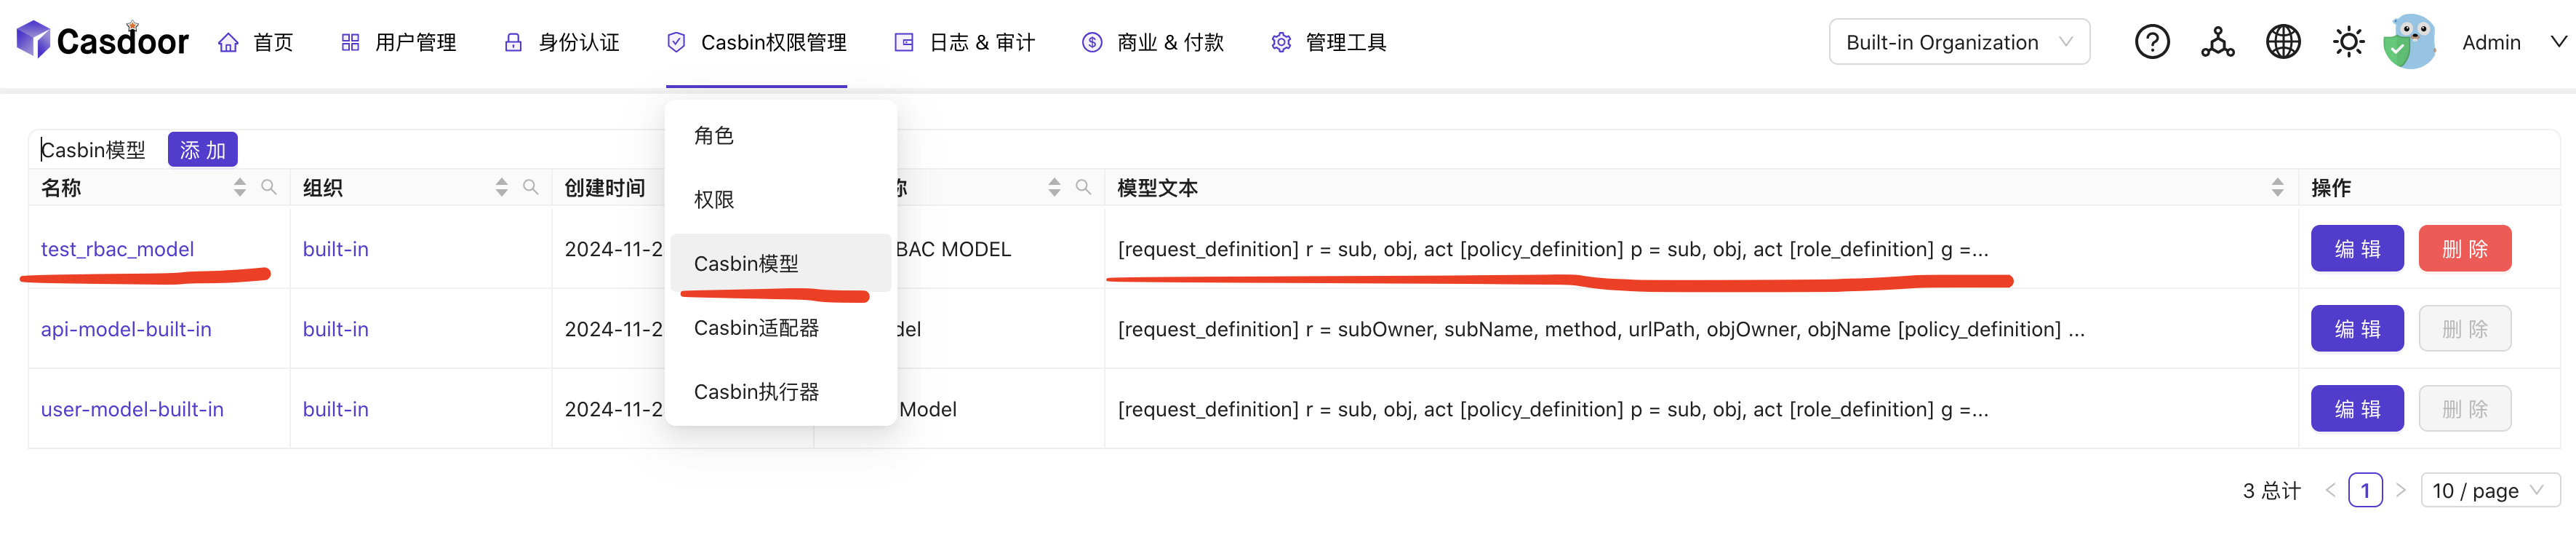 Casdoor 首页 用户管理 身份认证 Casbin权限管理 日志 & 审计 商业 & 付款 管理工具 Built-in Organization Admin
角色
权限
Casbin模型
Casbin适配器
Casbin执行器
Casbin模型 添 加
名称 组织 创建时间 称 模型文本 操作
test_rbac_model built-in 2024-11-2 BAC MODEL [request_definition] r = sub, obj, act [policy_definition] p = sub, obj, act [role_definition] g =... 编 辑 删 除
api-model-built-in built-in 2024-11-2 del [request_definition] r = subOwner, subName, method, urlPath, objOwner, objName [policy_definition] ... 编 辑 删 除
user-model-built-in built-in 2024-11-2 Model [request_definition] r = sub, obj, act [policy_definition] p = sub, obj, act [role_definition] g =... 编 辑 删 除
3 总计 < 1 > 10 / page